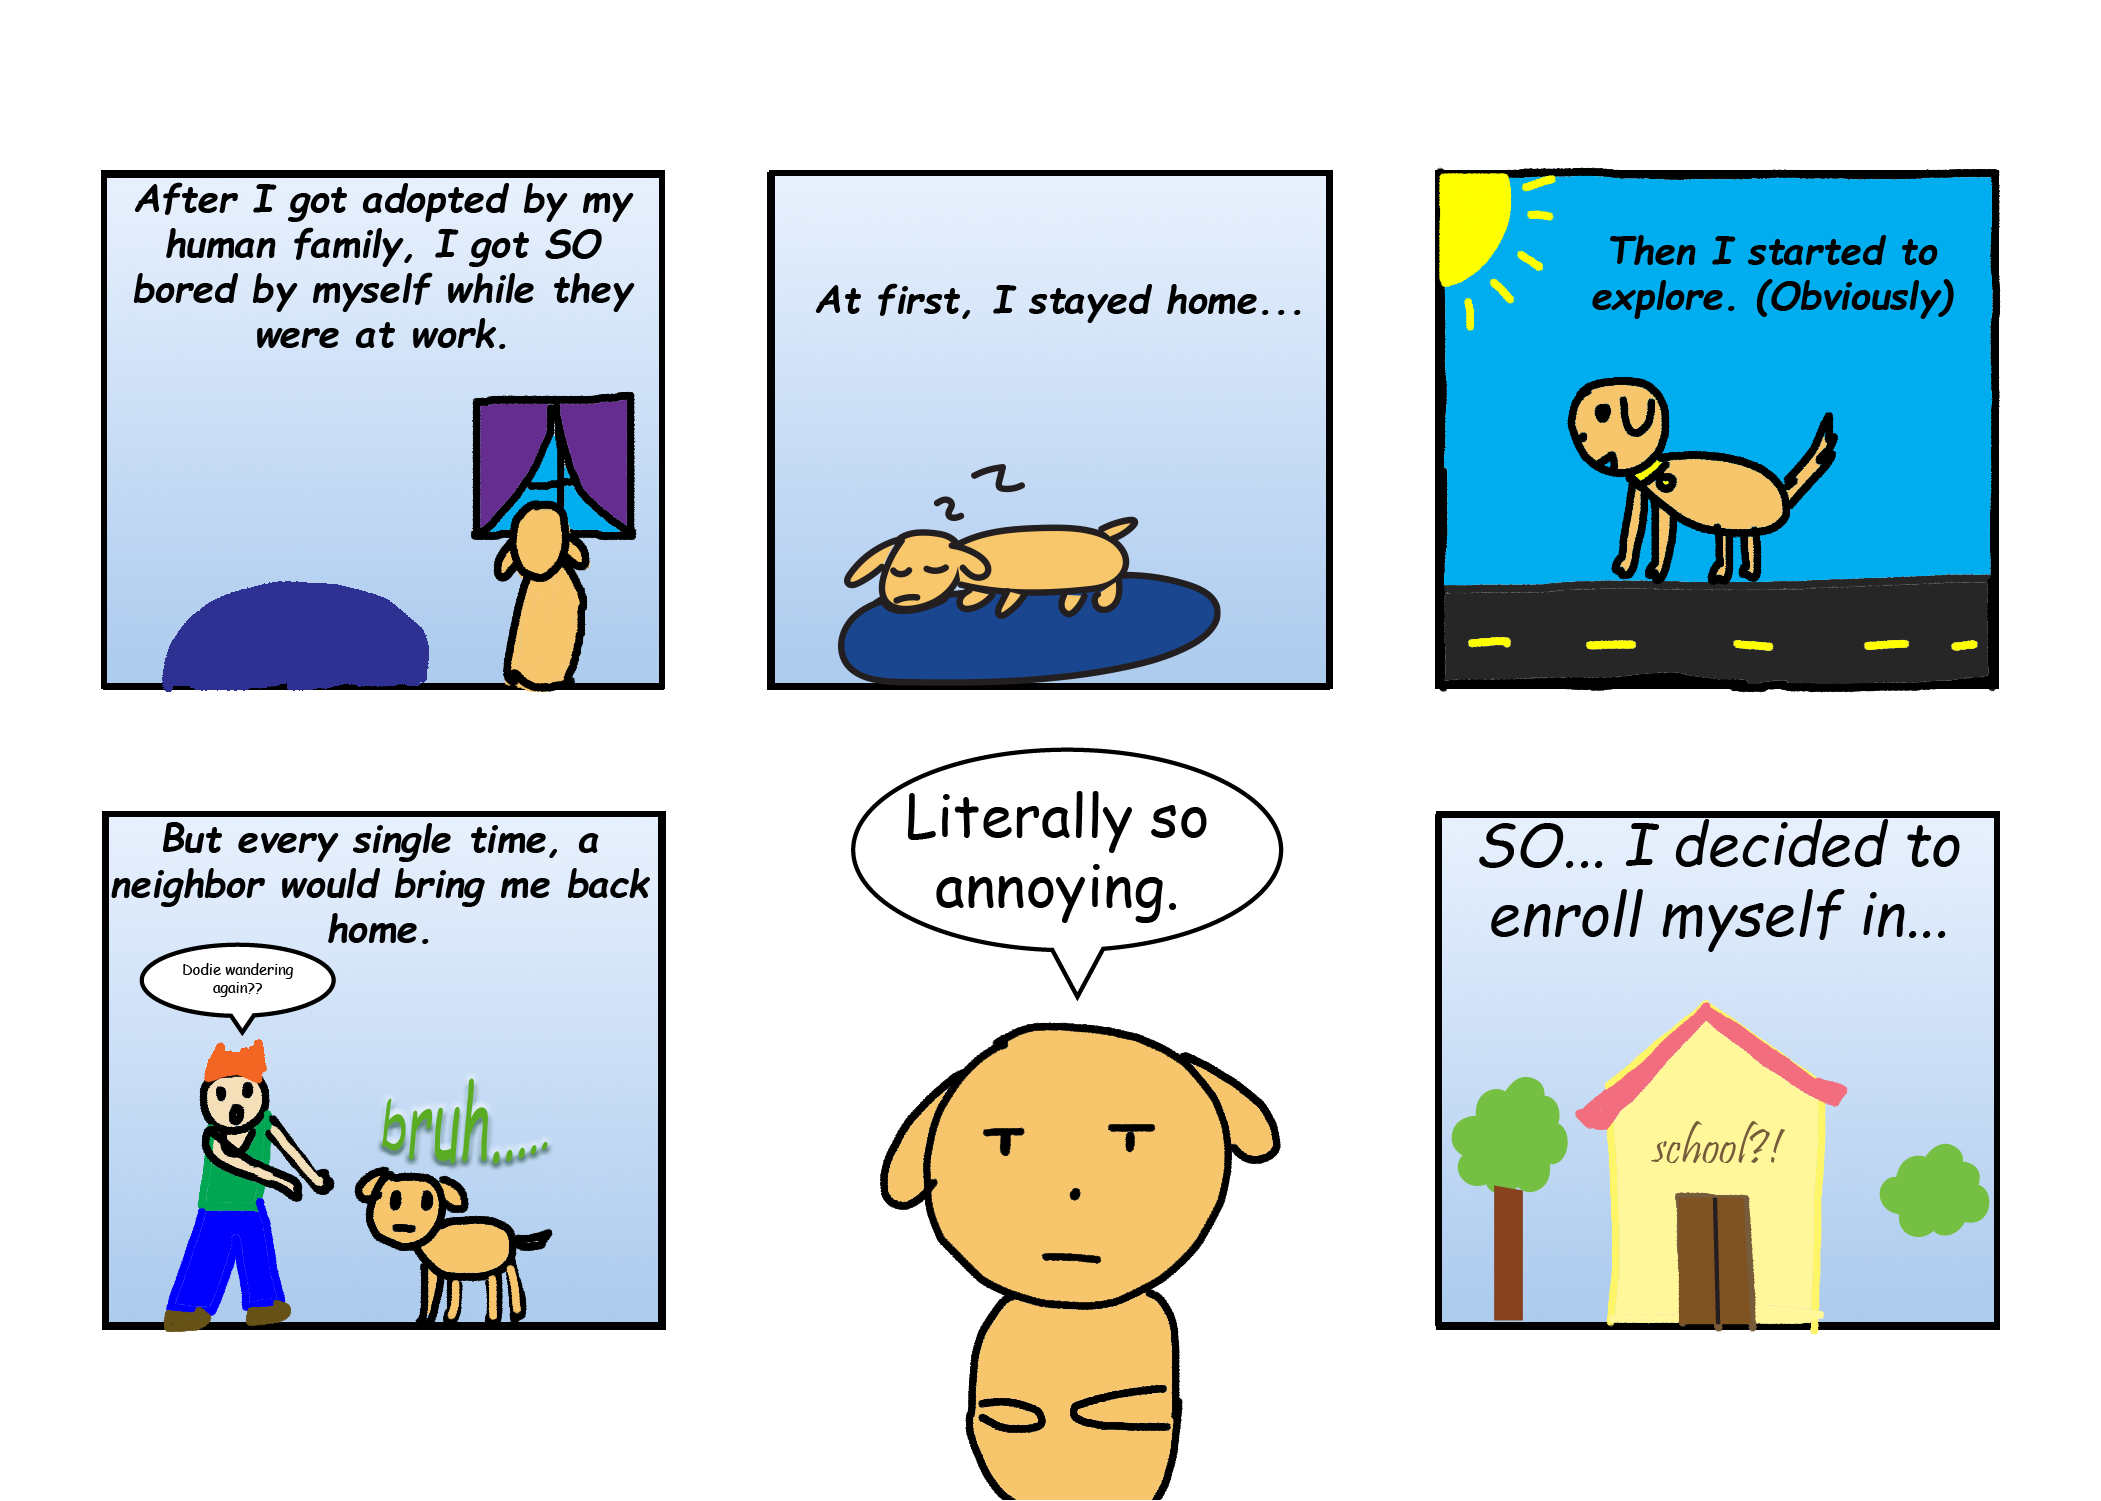 After I got adopted by my
human family, I got SO
bored by myself while they
were at work.
At first, I stayed home...
Then I started to
explore. (Obviously)
But every single time, a
neighbor would bring me back
home.
Dodie wandering
again??
bruh.....
Literally so
annoying.
SO... I decided to
enroll myself in...
school?!